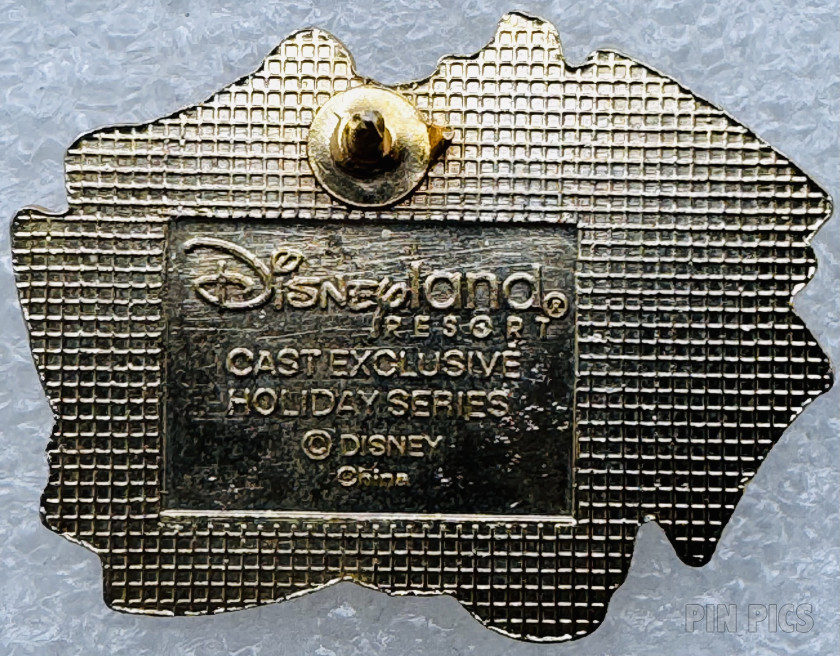 Disneyland®
RESORT
CAST EXCLUSIVE
HOLIDAY SERIES
© DISNEY
China
PIN PICS